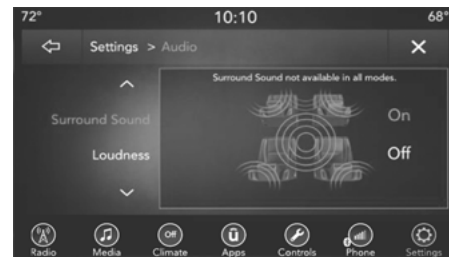 72° 10:10 68°
Settings > Audio
Surround Sound not available in all modes.
Surround Sound On
Loudness Off
Off
Radio Media Climate Apps Controls Phone Settings